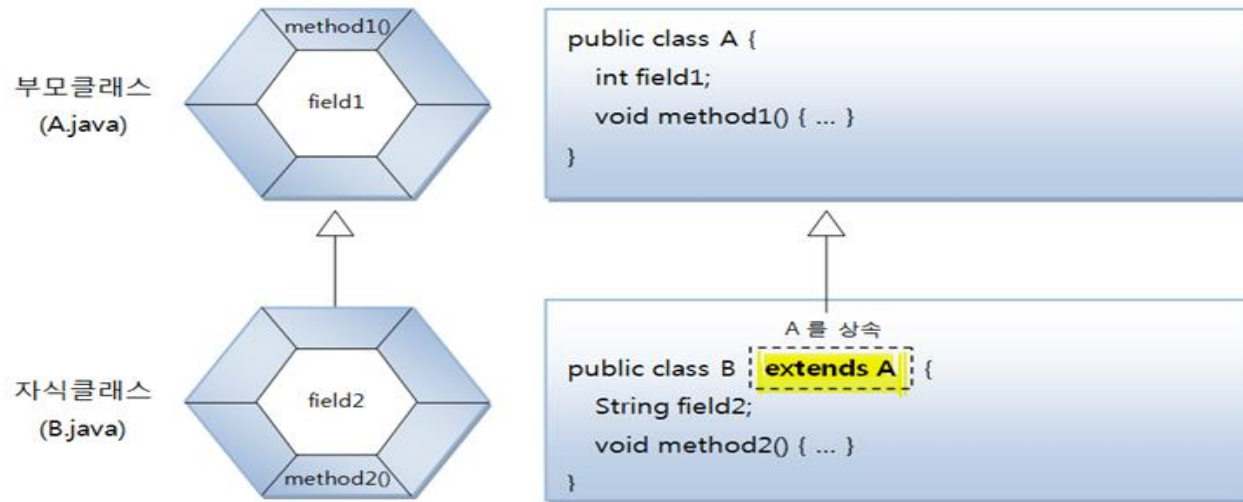 method1()
field1
부모클래스
(A.java)
public class A {
int field1;
void method1() { ... }
}
method2()
field2
자식클래스
(B.java)
A 를 상속
public class B extends A {
String field2;
void method2() { ... }
}